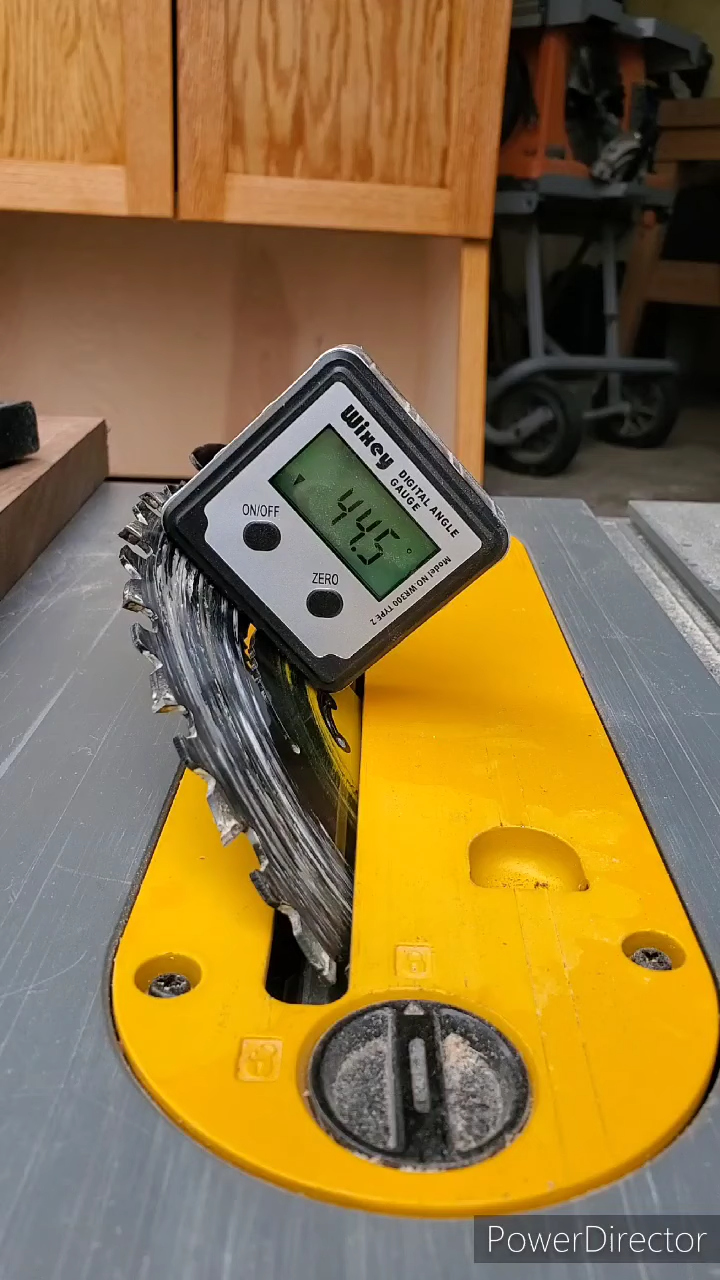 Wixey
DIGITAL ANGLE
GAUGE
44.5°
ON/OFF
ZERO
Model NO WR300 TYPE 2
PowerDirector